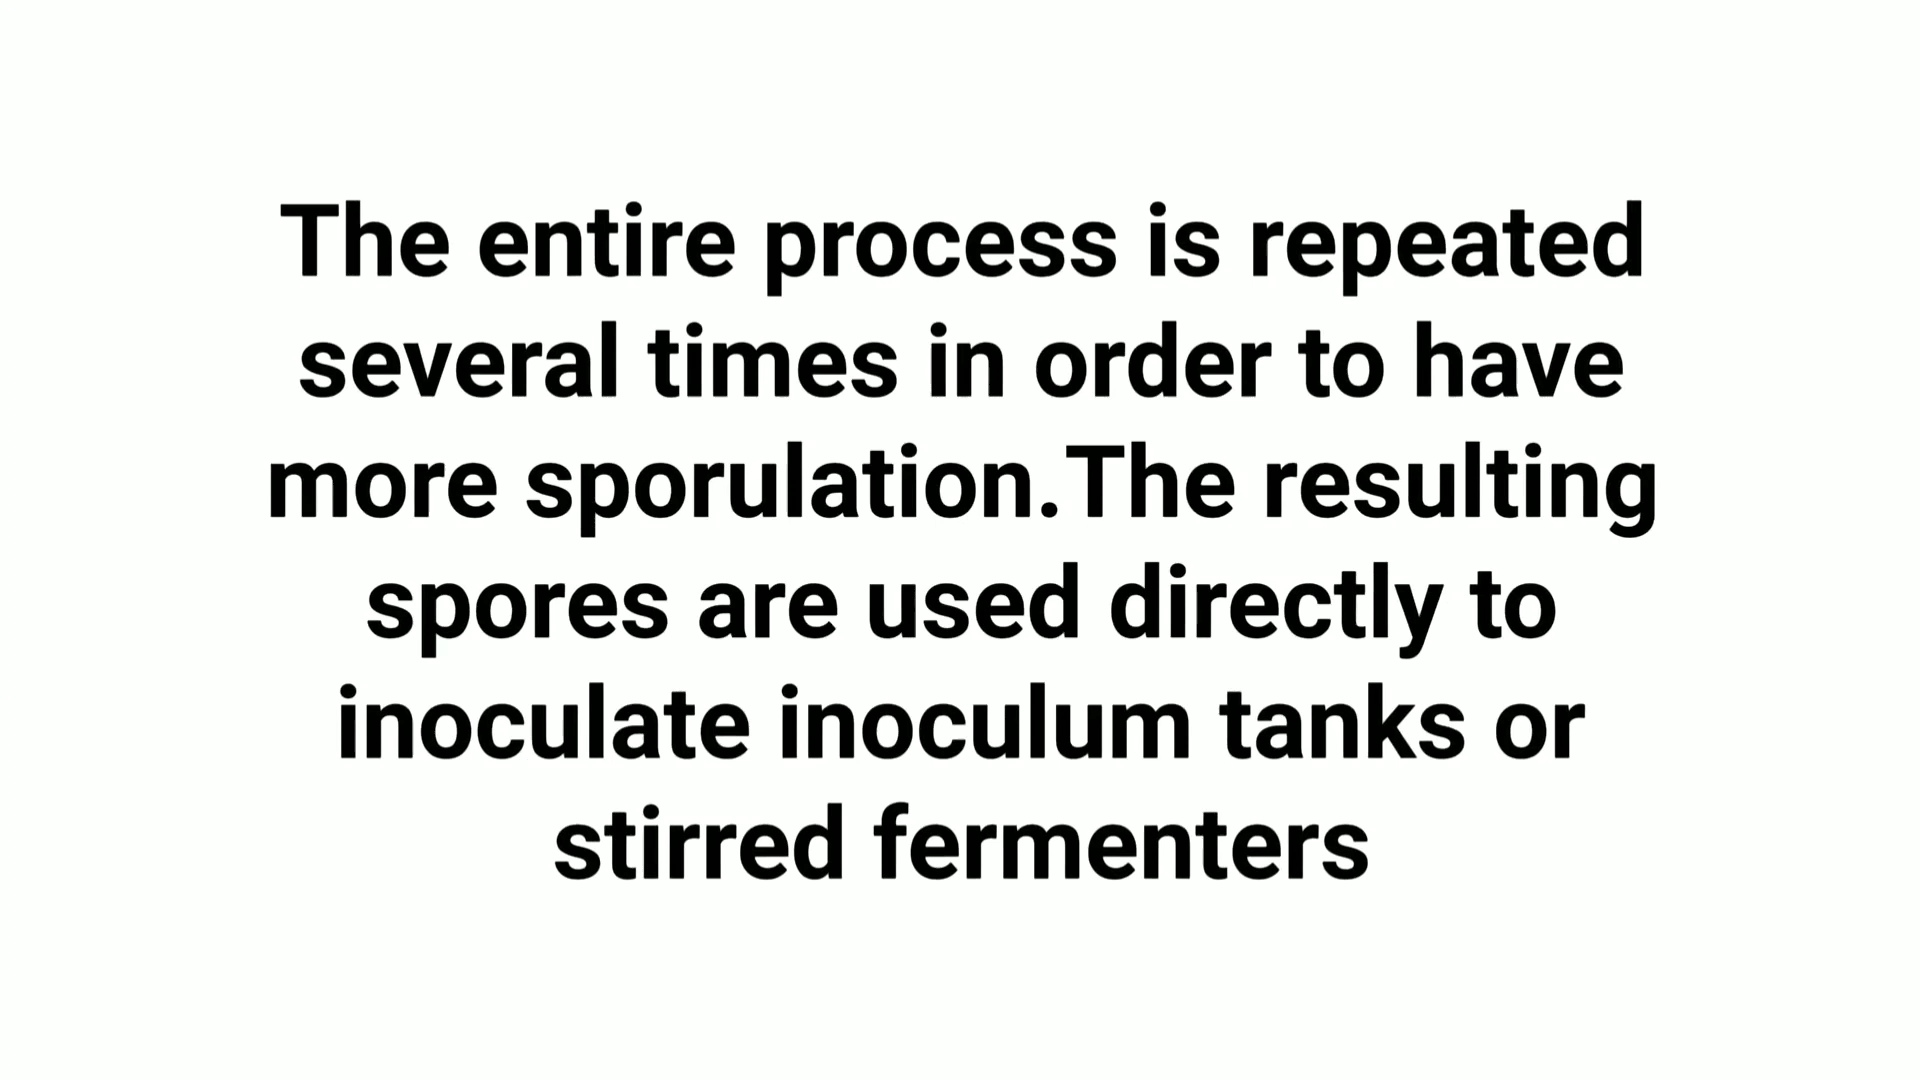 The entire process is repeated
several times in order to have
more sporulation.The resulting
spores are used directly to
inoculate inoculum tanks or
stirred fermenters